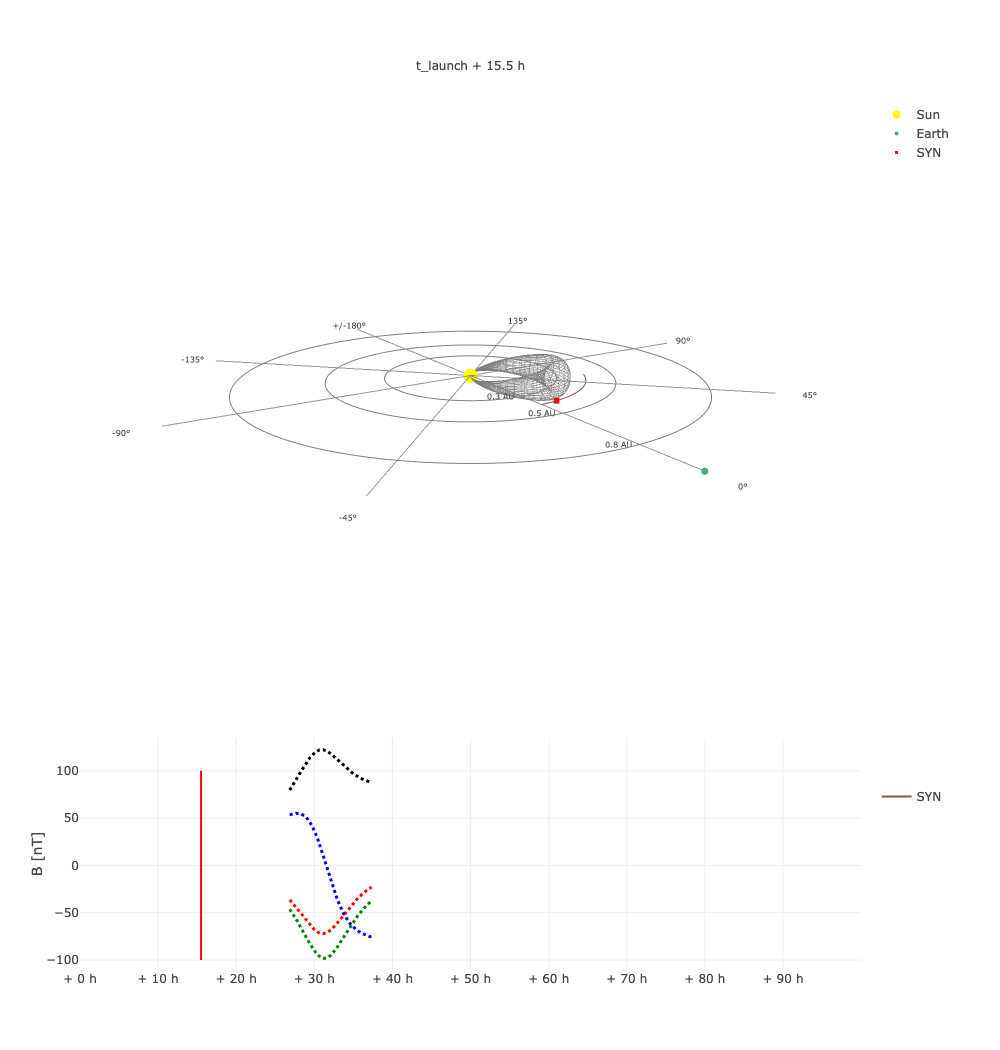 t_launch + 15.5 h
Sun
Earth
SYN
+/-180°
135°
-135°
90°
45°
0.3 AU
0.5 AU
-90°
0.8 AU
0°
-45°
100
50
0
−50
−100
B [nT]
SYN
+ 0 h
+ 10 h
+ 20 h
+ 30 h
+ 40 h
+ 50 h
+ 60 h
+ 70 h
+ 80 h
+ 90 h